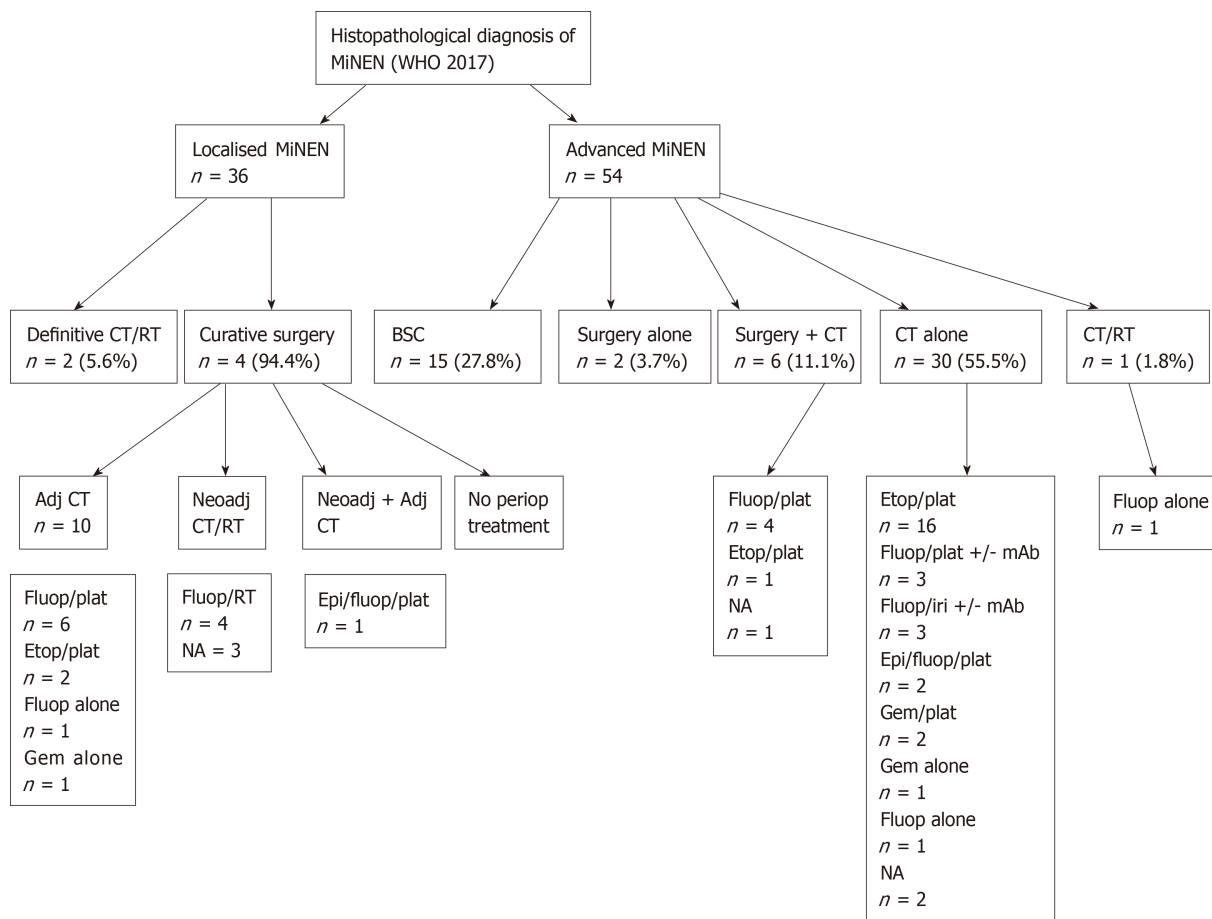 Histopathological diagnosis of
MiNEN (WHO 2017)
Localised MiNEN
n = 36
Advanced MiNEN
n = 54
Definitive CT/RT
n = 2 (5.6%)
Curative surgery
n = 4 (94.4%)
BSC
n = 15 (27.8%)
Surgery alone
n = 2 (3.7%)
Surgery + CT
n = 6 (11.1%)
CT alone
n = 30 (55.5%)
CT/RT
n = 1 (1.8%)
Adj CT
n = 10
Neoadj
CT/RT
Neoadj + Adj
CT
No periop
treatment
Fluop/plat
n = 4
Etop/plat
n = 1
NA
n = 1
Etop/plat
n = 16
Fluop/plat +/- mAb
n = 3
Fluop/iri +/- mAb
n = 3
Epi/fluop/plat
n = 2
Gem/plat
n = 2
Gem alone
n = 1
Fluop alone
n = 1
NA
n = 2
Fluop alone
n = 1
Fluop/plat
n = 6
Etop/plat
n = 2
Fluop alone
n = 1
Gem alone
n = 1
Fluop/RT
n = 4
NA = 3
Epi/fluop/plat
n = 1